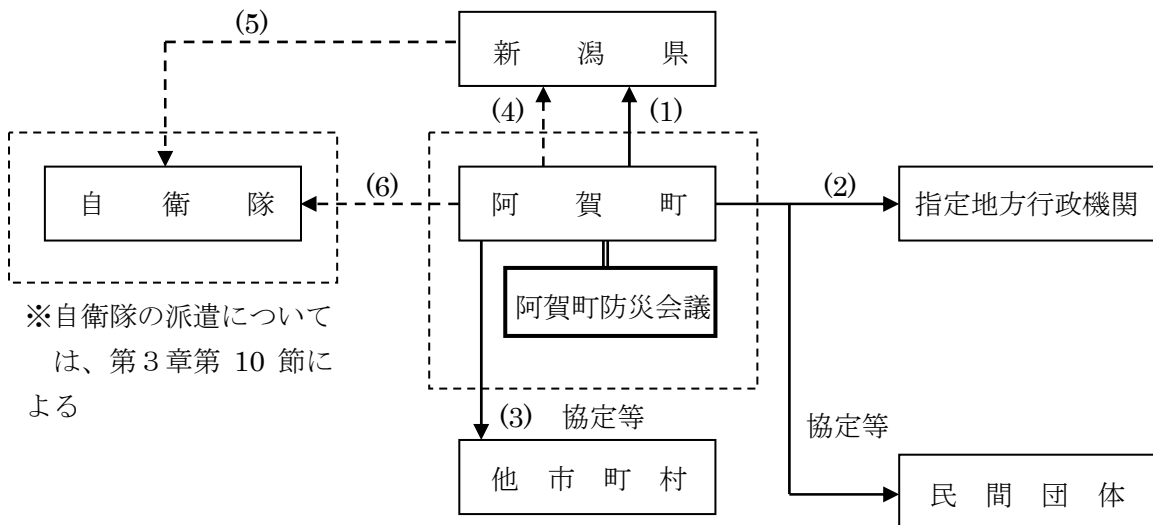 (5)
新潟県
(4)
(1)
自衛隊
(6)
阿賀町
(2)
指定地方行政機関
阿賀町防災会議
※自衛隊の派遣について
は、第3章第 10 節に
よる
(3) 協定等
協定等
他市町村
民間団体